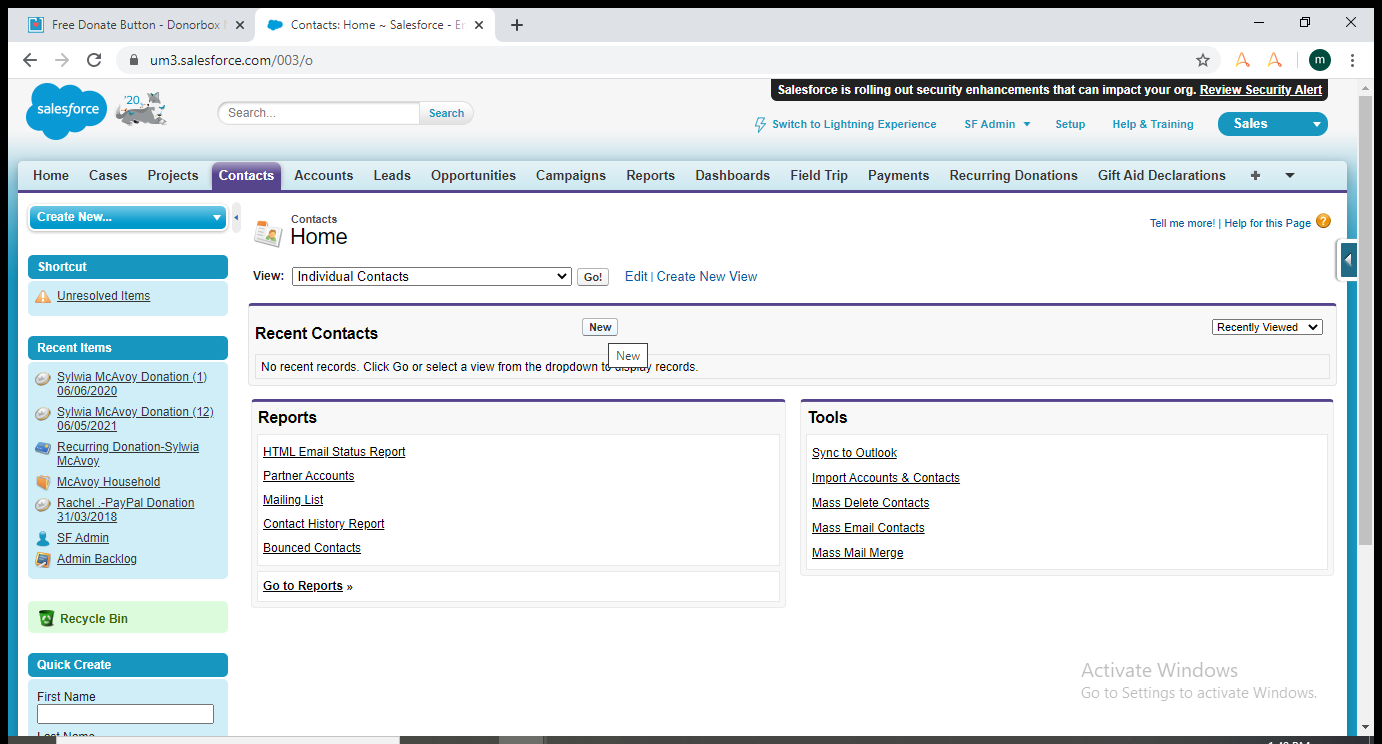 Free Donate Button - Donorbox
Contacts: Home ~ Salesforce - En
um3.salesforce.com/003/o
m
salesforce
'20
Search...
Search
Salesforce is rolling out security enhancements that can impact your org. Review Security Alert
Switch to Lightning Experience
SF Admin
Setup
Help & Training
Sales
Home
Cases
Projects
Contacts
Accounts
Leads
Opportunities
Campaigns
Reports
Dashboards
Field Trip
Payments
Recurring Donations
Gift Aid Declarations
+
Create New...
Shortcut
Unresolved Items
Recent Items
Sylwia McAvoy Donation (1)
06/06/2020
Sylwia McAvoy Donation (12)
06/05/2021
Recurring Donation-Sylwia
McAvoy
McAvoy Household
Rachel .-PayPal Donation
31/03/2018
SF Admin
Admin Backlog
Recycle Bin
Quick Create
First Name
Last Name
Contacts
Home
Tell me more! | Help for this Page
?
View:
Individual Contacts
Go!
Edit | Create New View
Recent Contacts
New
Recently Viewed
New
No recent records. Click Go or select a view from the dropdown to display records.
Reports
HTML Email Status Report
Partner Accounts
Mailing List
Contact History Report
Bounced Contacts
Go to Reports »
Tools
Sync to Outlook
Import Accounts & Contacts
Mass Delete Contacts
Mass Email Contacts
Mass Mail Merge
Activate Windows
Go to Settings to activate Windows.